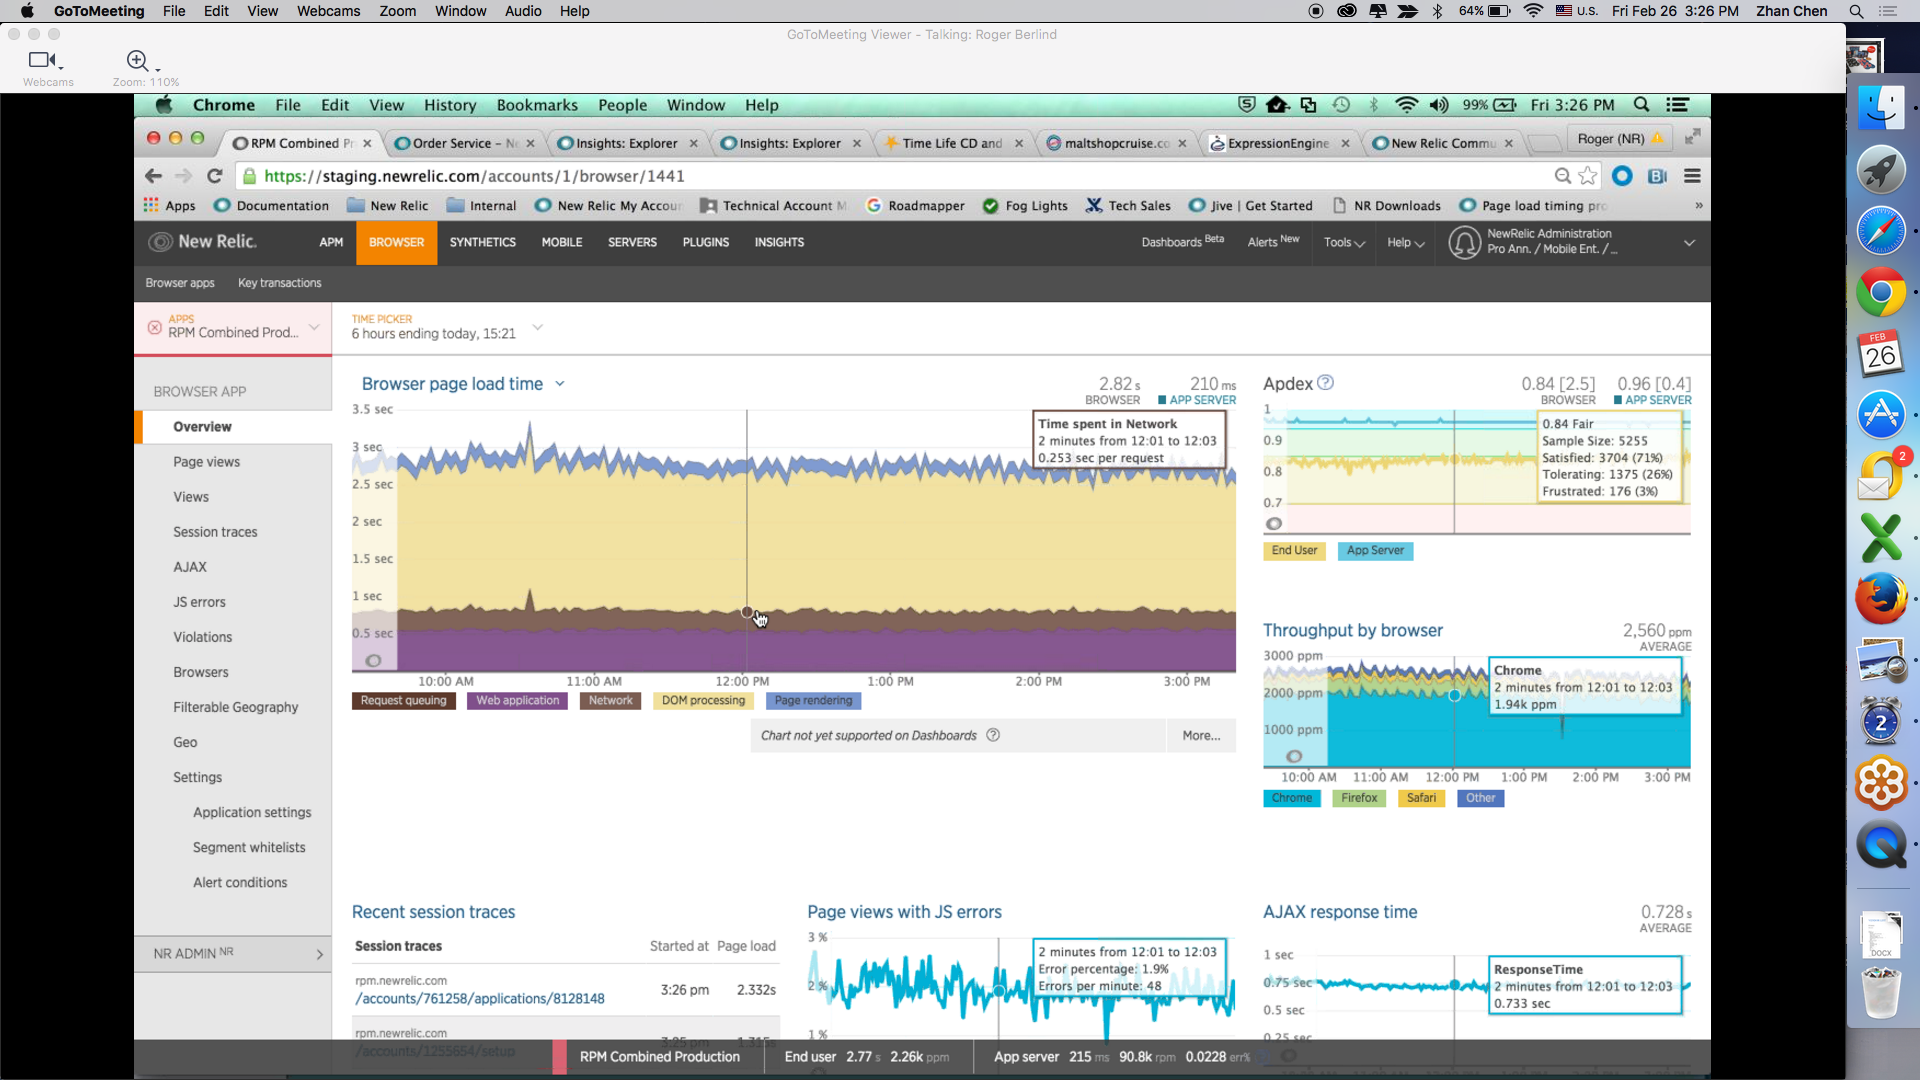 GoToMeeting File Edit View Webcams Zoom Window Audio Help
64% U.S. Fri Feb 26 3:26 PM Zhan Chen
GoToMeeting Viewer - Talking: Roger Berlind
Webcams
Zoom: 110%
Chrome File Edit View History Bookmarks People Window Help
99% Fri 3:26 PM
RPM Combined Pr
Order Service – N
Insights: Explorer
Insights: Explorer
Time Life CD and
maltshopcruise.co
ExpressionEngine
New Relic Commu
Roger (NR)
https://staging.newrelic.com/accounts/1/browser/1441
Apps
Documentation
New Relic
Internal
New Relic My Accou
Technical Account M
Roadmapper
Fog Lights
Tech Sales
Jive | Get Started
NR Downloads
Page load timing pro
»
New Relic.
APM BROWSER SYNTHETICS MOBILE SERVERS PLUGINS INSIGHTS
Dashboards Beta
Alerts New
Tools
Help
NewRelic Administration
Pro Ann. / Mobile Ent. / ...
Browser apps
Key transactions
APPS
RPM Combined Prod...
TIME PICKER
6 hours ending today, 15:21
BROWSER APP
Overview
Page views
Views
Session traces
AJAX
JS errors
Violations
Browsers
Filterable Geography
Geo
Settings
Application settings
Segment whitelists
Alert conditions
NR ADMIN NR
Browser page load time
2.82 s
BROWSER
210 ms
APP SERVER
3.5 sec
3 sec
2.5 sec
2 sec
1.5 sec
1 sec
0.5 sec
Time spent in Network
2 minutes from 12:01 to 12:03
0.253 sec per request
10:00 AM 11:00 AM 12:00 PM 1:00 PM 2:00 PM 3:00 PM
Request queuing
Web application
Network
DOM processing
Page rendering
Chart not yet supported on Dashboards ?
More...
Apdex ?
0.84 [2.5]
BROWSER
0.96 [0.4]
APP SERVER
1
0.9
0.8
0.7
0.84 Fair
Sample Size: 5255
Satisfied: 3704 (71%)
Tolerating: 1375 (26%)
Frustrated: 176 (3%)
End User
App Server
Throughput by browser
2,560 ppm
AVERAGE
3000 ppm
2000 ppm
1000 ppm
Chrome
2 minutes from 12:01 to 12:03
1.94k ppm
10:00 AM 11:00 AM 12:00 PM 1:00 PM 2:00 PM 3:00 PM
Chrome
Firefox
Safari
Other
Recent session traces
Session traces Started at Page load
rpm.newrelic.com
/accounts/761258/applications/8128148
3:26 pm 2.332s
rpm.newrelic.com
/accounts/1255654/setup
3:25 pm 1.315s
Page views with JS errors
3 %
2 %
1 %
2 minutes from 12:01 to 12:03
Error percentage: 1.9%
Errors per minute: 48
AJAX response time
0.728 s
AVERAGE
1 sec
0.75 sec
0.5 sec
0.25 sec
ResponseTime
2 minutes from 12:01 to 12:03
0.733 sec
RPM Combined Production
End user 2.77 s 2.26k ppm
App server 215 ms 90.8k rpm 0.0228 err%
FEB
26
2
2
DOCX